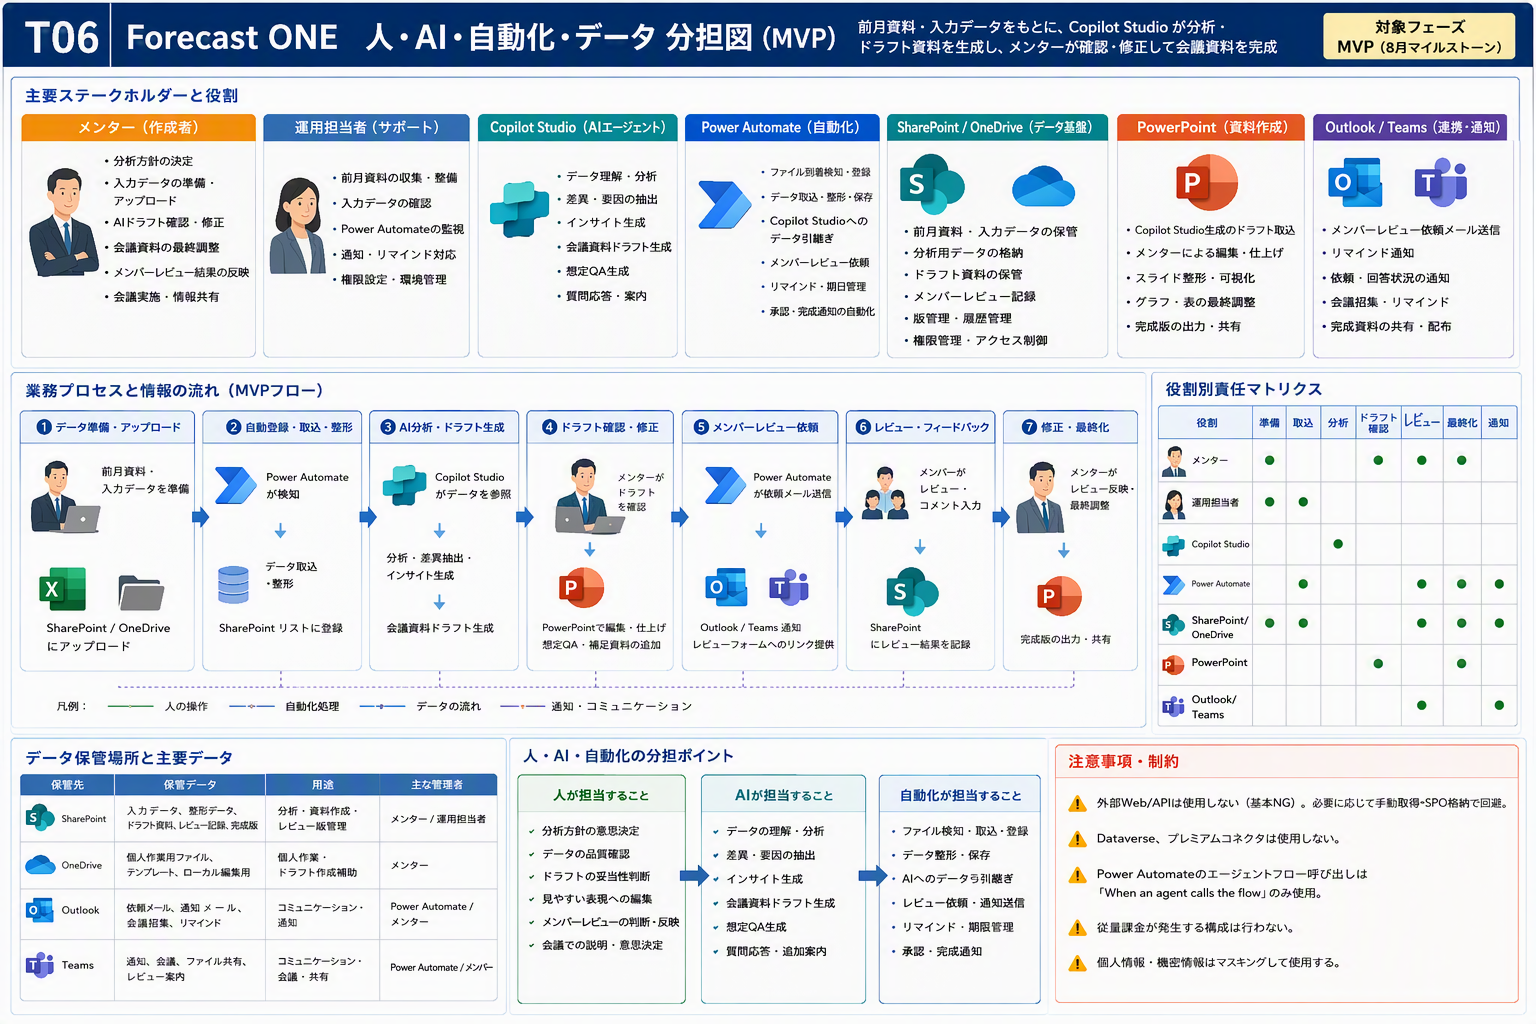 T06
Forecast ONE 人・AI・自動化・データ 分担図 (MVP)
前月資料・入力データをもとに、Copilot Studio が分析・
ドラフト資料を生成し、メンターが確認・修正して会議資料を完成
対象フェーズ
MVP（8月マイルストーン）
主要ステークホルダーと役割
メンター（作成者）
・分析方針の決定
・入力データの準備・
アップロード
・AIドラフト確認・修正
・会議資料の最終調整
・メンバーレビュー結果の反映
・会議実施・情報共有
運用担当者（サポート）
・前月資料の収集・整備
・入力データの確認
・Power Automateの監視
・通知・リマインド対応
・権限設定・環境管理
Copilot Studio（AIエージェント）
・データ理解・分析
・差異・要因の抽出
・インサイト生成
・会議資料ドラフト生成
・想定QA生成
・質問応答・案内
Power Automate（自動化）
・ファイル到着検知・登録
・データ取込・整形・保存
・Copilot Studioへの
データ引継ぎ
・メンバーレビュー依頼
・リマインド・期日管理
・承認・完成通知の自動化
SharePoint / OneDrive（データ基盤）
S
・前月資料・入力データの保管
・分析用データの格納
・ドラフト資料の保管
・メンバーレビュー記録
・版管理・履歴管理
・権限管理・アクセス制御
PowerPoint（資料作成）
P
・Copilot Studio生成のドラフト取込
・メンターによる編集・仕上げ
・スライド整形・可視化
・グラフ・表の最終調整
・完成版の出力・共有
Outlook / Teams（連携・通知）
O
T
・メンバーレビュー依頼メール送信
・リマインド通知
・依頼・回答状況の通知
・会議招集・リマインド
・完成資料の共有・配布
業務プロセスと情報の流れ（MVPフロー）
1 データ準備・アップロード
前月資料・
入力データを準備
X
SharePoint / OneDrive
にアップロード
2 自動登録・取込・整形
Power Automate
が検知
データ取込
・整形
SharePoint リストに登録
3 AI分析・ドラフト生成
Copilot Studio
がデータを参照
分析・差異抽出・
インサイト生成
会議資料ドラフト生成
4 ドラフト確認・修正
メンターが
ドラフト
を確認
P
PowerPointで編集・仕上げ
想定QA・補足資料の追加
5 メンバーレビュー依頼
Power Automate
が依頼メール送信
O
T
Outlook / Teams 通知
レビューフォームへのリンク提供
6 レビュー・フィードバック
メンバーが
レビュー・
コメント入力
S
SharePoint
にレビュー結果を記録
7 修正・最終化
メンターが
レビュー反映・
最終調整
P
完成版の出力・共有
凡例： 人の操作 自動化処理 データの流れ 通知・コミュニケーション
役割別責任マトリクス
役割 準備 取込 分析 ドラフト確認 レビュー 最終化 通知
メンター
運用担当者
Copilot Studio
Power Automate
S SharePoint/
OneDrive
P PowerPoint
T Outlook/
Teams
データ保管場所と主要データ
保管先 保管データ 用途 主な管理者
S SharePoint 入力データ、整形データ、 分析・資料作成・ メンター / 運用担当者
ドラフト資料、レビュー記録、完成版 レビュー版管理
OneDrive 個人作業用ファイル、 個人作業・ メンター
テンプレート、ローカル編集用 ドラフト作成補助
O Outlook 依頼メール、通知 メール、 コミュニケーション・ Power Automate /
会議招集、リマインド 通知 メンター
T Teams 通知、会議、ファイル共有、 コミュニケーション・ Power Automate / メンバー
レビュー案内 会議・共有
人・AI・自動化の分担ポイント
人が担当すること
分析方針の意思決定
データの品質確認
ドラフトの妥当性判断
見やすい表現への編集
メンバーレビューの判断・反映
会議での説明・意思決定
AIが担当すること
データの理解・分析
差異・要因の抽出
インサイト生成
会議資料ドラフト生成
想定QA生成
質問応答・追加案内
自動化が担当すること
・ファイル検知・取込・登録
・データ整形・保存
・AIへのデータ引継ぎ
・レビュー依頼・通知送信
・リマインド・期限管理
・承認・完成通知
注意事項・制約
外部Web/APIは使用しない（基本NG）。必要に応じて手動取得→SPO格納で回避。
Dataverse、プレミアムコネクタは使用しない。
Power Automateのエージェントフロー呼び出しは
「When an agent calls the flow」のみ使用。
従量課金が発生する構成は行わない。
個人情報・機密情報はマスキングして使用する。